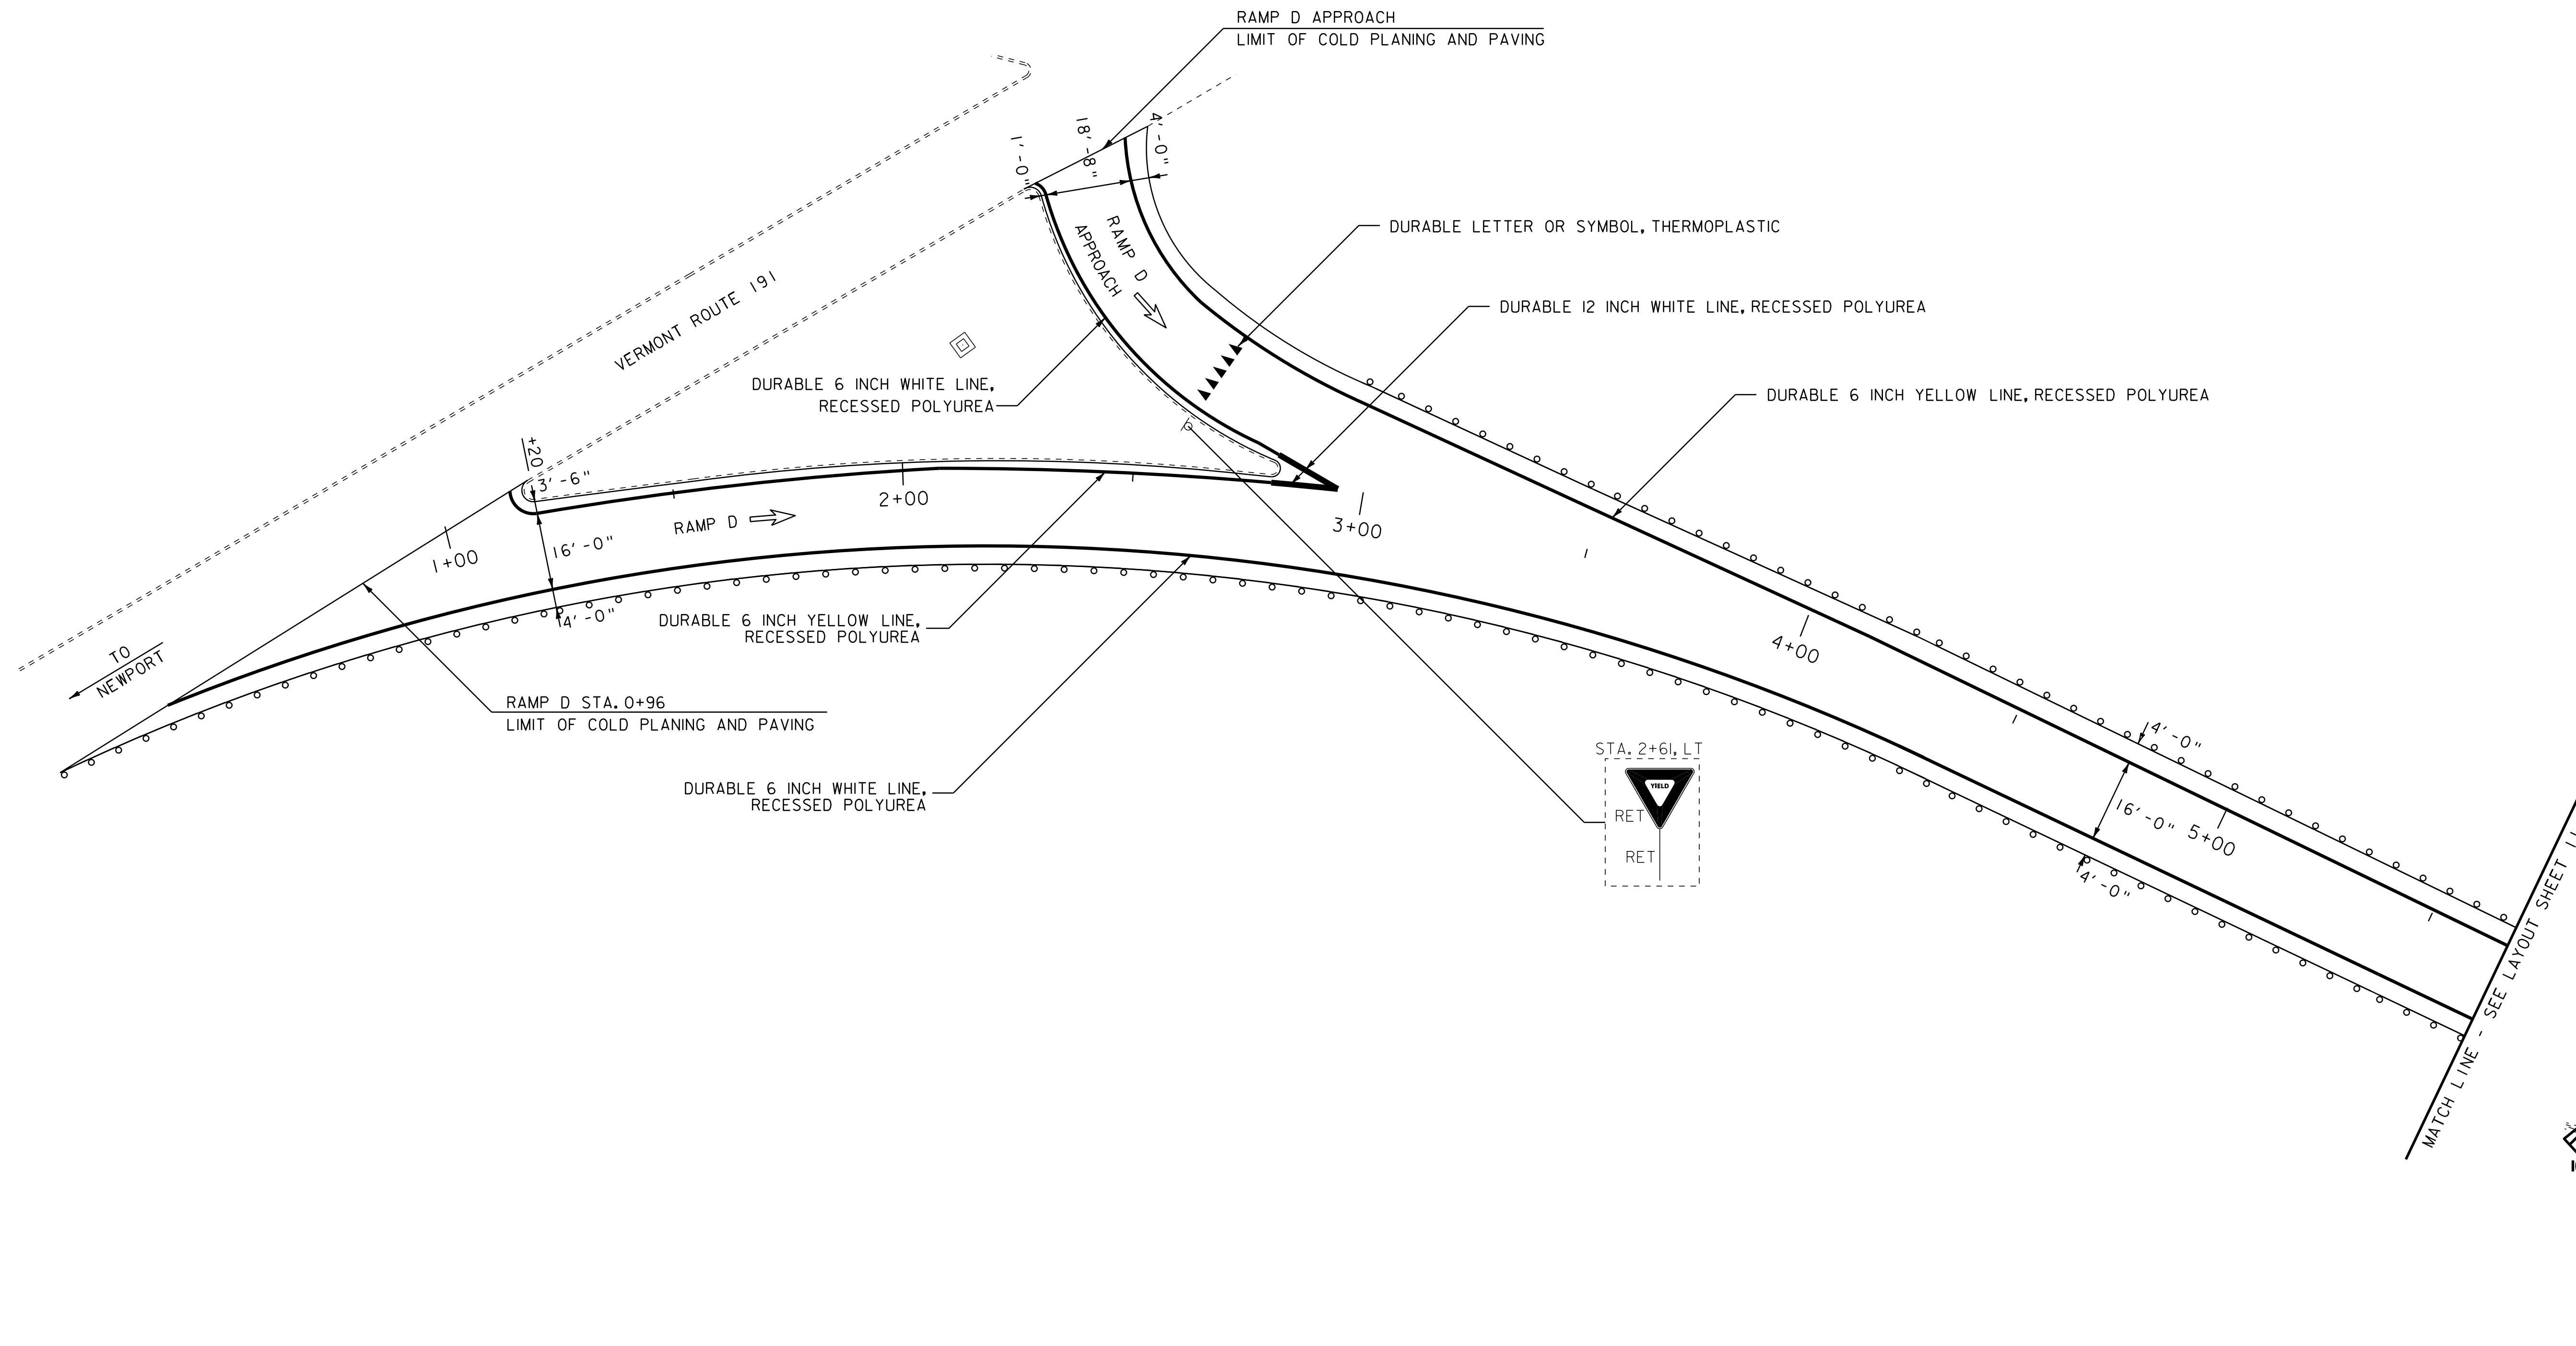 RAMP D APPROACH
LIMIT OF COLD PLANING AND PAVING
1'-0"
18'-8"
4'-0"
RAMP D
APPROACH
DURABLE LETTER OR SYMBOL, THERMOPLASTIC
DURABLE 12 INCH WHITE LINE, RECESSED POLYUREA
DURABLE 6 INCH YELLOW LINE, RECESSED POLYUREA
VERMONT ROUTE 191
DURABLE 6 INCH WHITE LINE,
RECESSED POLYUREA
+20
3'-6"
16'-0"
4'-0"
RAMP D
1+00
2+00
3+00
4+00
5+00
TO
NEWPORT
DURABLE 6 INCH YELLOW LINE,
RECESSED POLYUREA
RAMP D STA. 0+96
LIMIT OF COLD PLANING AND PAVING
DURABLE 6 INCH WHITE LINE,
RECESSED POLYUREA
STA. 2+61, LT
YIELD
RET
RET
4'-0"
16'-0"
4'-0"
MATCH LINE - SEE LAYOUT SHEET